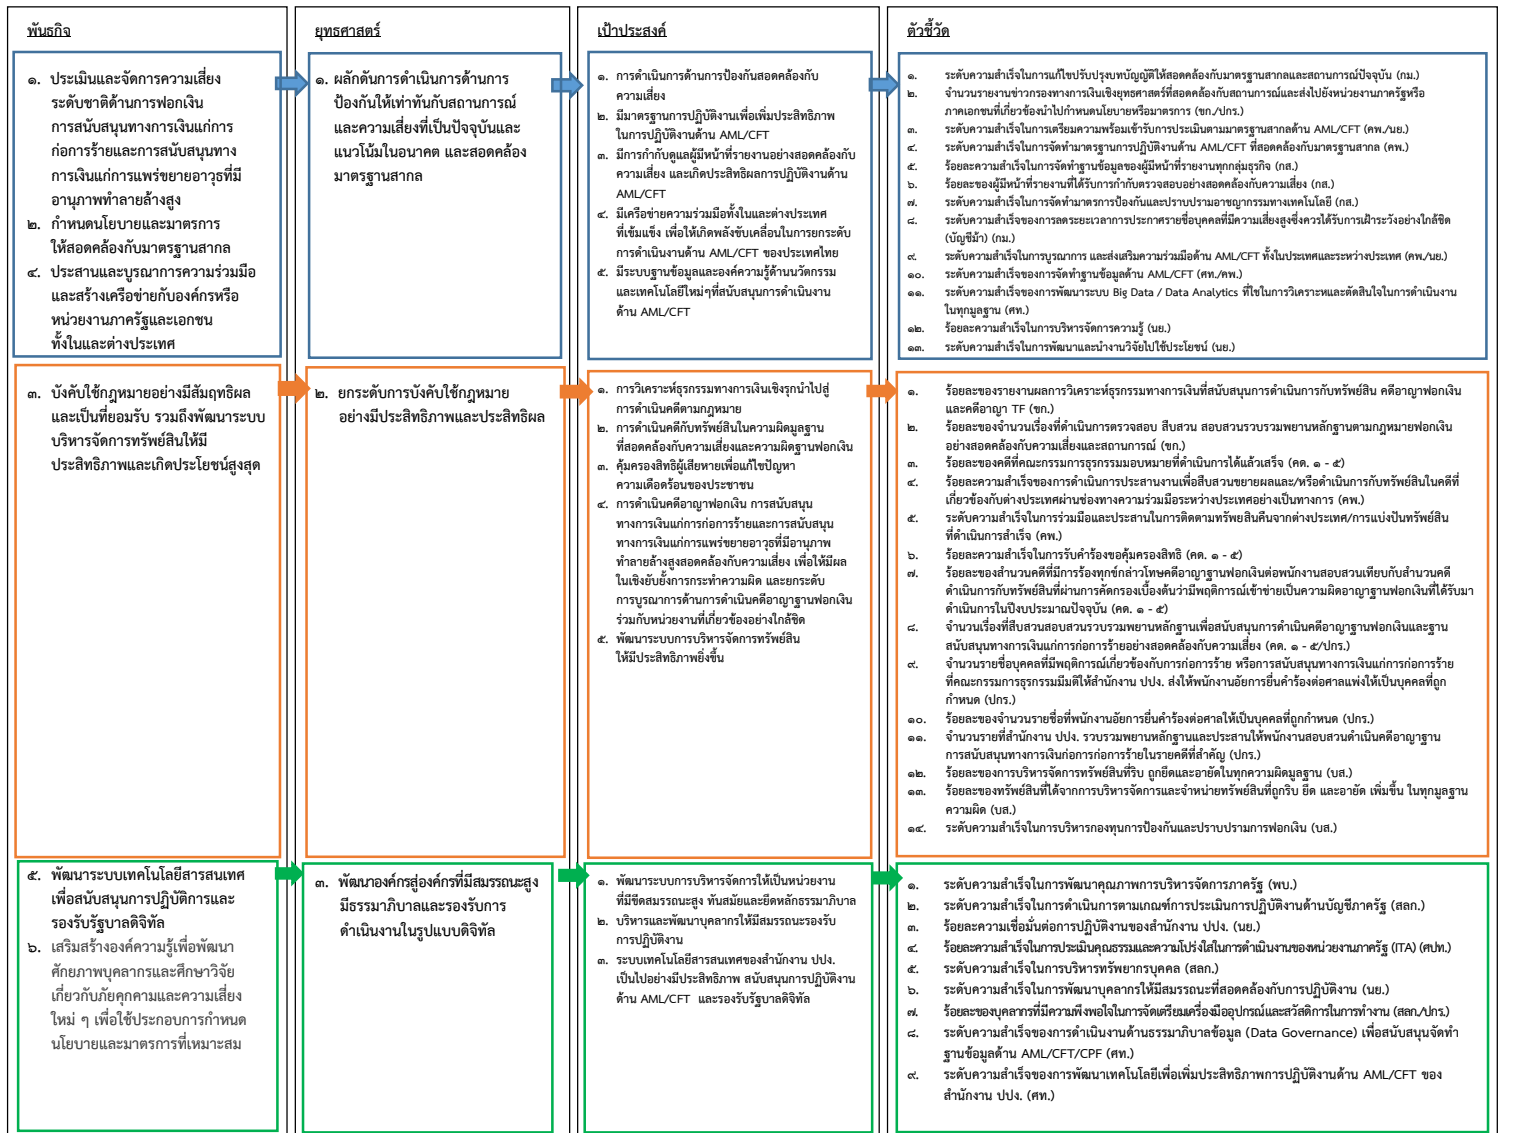 พันธกิจ
๑. ประเมินและจัดการความเสี่ยง
ระดับชาติด้านการฟอกเงิน
การสนับสนุนทางการเงินแก่การ
ก่อการร้ายและการสนับสนุนทาง
การเงินแก่การแพร่ขยายอาวุธที่มี
อานุภาพทำลายล้างสูง
๒. กำหนดนโยบายและมาตรการ
ให้สอดคล้องกับมาตรฐานสากล
๔. ประสานและบูรณาการความร่วมมือ
และสร้างเครือข่ายกับองค์กรหรือ
หน่วยงานภาครัฐและเอกชน
ทั้งในและต่างประเทศ
๓. บังคับใช้กฎหมายอย่างมีสัมฤทธิผล
และเป็นที่ยอมรับ รวมถึงพัฒนาระบบ
บริหารจัดการทรัพย์สินให้มี
ประสิทธิภาพและเกิดประโยชน์สูงสุด
๕. พัฒนาระบบเทคโนโลยีสารสนเทศ
เพื่อสนับสนุนการปฏิบัติการและ
รองรับรัฐบาลดิจิทัล
๖. เสริมสร้างองค์ความรู้เพื่อพัฒนา
ศักยภาพบุคลากรและศึกษาวิจัย
เกี่ยวกับภัยคุกคามและความเสี่ยง
ใหม่ ๆ เพื่อใช้ประกอบการกำหนด
นโยบายและมาตรการที่เหมาะสม
ยุทธศาสตร์
๑. ผลักดันการดำเนินการด้านการ
ป้องกันให้เท่าทันกับสถานการณ์
และความเสี่ยงที่เป็นปัจจุบันและ
แนวโน้มในอนาคต และสอดคล้อง
มาตรฐานสากล
๒. ยกระดับการบังคับใช้กฎหมาย
อย่างมีประสิทธิภาพและประสิทธิผล
๓. พัฒนาองค์กรสู่องค์กรที่มีสมรรถนะสูง
มีธรรมาภิบาลและรองรับการ
ดำเนินงานในรูปแบบดิจิทัล
เป้าประสงค์
๑. การดำเนินการด้านการป้องกันสอดคล้องกับ
ความเสี่ยง
๒. มีมาตรฐานการปฏิบัติงานเพื่อเพิ่มประสิทธิภาพ
ในการปฏิบัติงานด้าน AML/CFT
๓. มีการกำกับดูแลผู้มีหน้าที่รายงานอย่างสอดคล้องกับ
ความเสี่ยง และเกิดประสิทธิผลการปฏิบัติงานด้าน
AML/CFT
๔. มีเครือข่ายความร่วมมือทั้งในและต่างประเทศ
ที่เข้มแข็ง เพื่อให้เกิดพลังขับเคลื่อนในการยกระดับ
การดำเนินงานด้าน AML/CFT ของประเทศไทย
๕. มีระบบฐานข้อมูลและองค์ความรู้ด้านนวัตกรรม
และเทคโนโลยีใหม่ๆที่สนับสนุนการดำเนินงาน
ด้าน AML/CFT
๑. การวิเคราะห์ธุรกรรมทางการเงินเชิงรุกนำไปสู่
การดำเนินคดีตามกฎหมาย
๒. การดำเนินคดีกับทรัพย์สินในความผิดมูลฐาน
ที่สอดคล้องกับความเสี่ยงและความผิดฐานฟอกเงิน
๓. คุ้มครองสิทธิผู้เสียหายเพื่อแก้ไขปัญหา
ความเดือดร้อนของประชาชน
๔. การดำเนินคดีอาญาฟอกเงิน การสนับสนุน
ทางการเงินแก่การก่อการร้ายและการสนับสนุน
ทางการเงินแก่การแพร่ขยายอาวุธที่มีอานุภาพ
ทำลายล้างสูงสอดคล้องกับความเสี่ยง เพื่อให้มีผล
ในเชิงยับยั้งการกระทำความผิด และยกระดับ
การบูรณาการด้านการดำเนินคดีอาญาฐานฟอกเงิน
ร่วมกับหน่วยงานที่เกี่ยวข้องอย่างใกล้ชิด
๕. พัฒนาระบบการบริหารจัดการทรัพย์สิน
ให้มีประสิทธิภาพยิ่งขึ้น
๑. พัฒนาระบบการบริหารจัดการให้เป็นหน่วยงาน
ที่มีขีดสมรรถนะสูง ทันสมัยและยึดหลักธรรมาภิบาล
๒. บริหารและพัฒนาบุคลากรให้มีสมรรถนะรองรับ
การปฏิบัติงาน
๓. ระบบเทคโนโลยีสารสนเทศของสำนักงาน ปปง.
เป็นไปอย่างมีประสิทธิภาพ สนับสนุนการปฏิบัติงาน
ด้าน AML/CFT และรองรับรัฐบาลดิจิทัล
ตัวชี้วัด
๑. ระดับความสำเร็จในการแก้ไขปรับปรุงบทบัญญัติให้สอดคล้องกับมาตรฐานสากลและสถานการณ์ปัจจุบัน (กม.)
๒. จำนวนรายงานข่าวกรองทางการเงินเชิงยุทธศาสตร์ที่สอดคล้องกับสถานการณ์และส่งไปยังหน่วยงานภาครัฐหรือ
ภาคเอกชนที่เกี่ยวข้องนำไปกำหนดนโยบายหรือมาตรการ (ขก./ปกร.)
๓. ระดับความสำเร็จในการเตรียมความพร้อมเข้ารับการประเมินตามมาตรฐานสากลด้าน AML/CFT (คพ./นย.)
๔. ระดับความสำเร็จในการจัดทำมาตรฐานการปฏิบัติงานด้าน AML/CFT ที่สอดคล้องกับมาตรฐานสากล (คพ.)
๕. ร้อยละความสำเร็จในการจัดทำฐานข้อมูลของผู้มีหน้าที่รายงานทุกกลุ่มธุรกิจ (กส.)
๖. ร้อยละของผู้มีหน้าที่รายงานที่ได้รับการกำกับตรวจสอบอย่างสอดคล้องกับความเสี่ยง (กส.)
๗. ระดับความสำเร็จในการจัดทำมาตรการป้องกันและปราบปรามอาชญากรรมทางเทคโนโลยี (กส.)
๘. ระดับความสำเร็จของการลดระยะเวลาการประกาศรายชื่อบุคคลที่มีความเสี่ยงสูงซึ่งควรได้รับการเฝ้าระวังอย่างใกล้ชิด
(บัญชีม้า) (กม.)
๙. ระดับความสำเร็จในการบูรณาการ และส่งเสริมความร่วมมือด้าน AML/CFT ทั้งในประเทศและระหว่างประเทศ (คพ./นย.)
๑๐. ระดับความสำเร็จของการจัดทำฐานข้อมูลด้าน AML/CFT (ศท./คพ.)
๑๑. ระดับความสำเร็จของการพัฒนาระบบ Big Data / Data Analytics ที่ใชในการวิเคราะหและตัดสินใจในการดำเนินงาน
ในทุกมูลฐาน (ศท.)
๑๒. ร้อยละความสำเร็จในการบริหารจัดการความรู้ (นย.)
๑๓. ระดับความสำเร็จในการพัฒนาและนำงานวิจัยไปใช้ประโยชน์ (นย.)
๑. ร้อยละของรายงานผลการวิเคราะห์ธุรกรรมทางการเงินที่สนับสนุนการดำเนินการกับทรัพย์สิน คดีอาญาฟอกเงิน
และคดีอาญา TF (ขก.)
๒. ร้อยละของจำนวนเรื่องที่ดำเนินการตรวจสอบ สืบสวน สอบสวนรวบรวมพยานหลักฐานตามกฎหมายฟอกเงิน
อย่างสอดคล้องกับความเสี่ยงและสถานการณ์ (ขก.)
๓. ร้อยละของคดีที่คณะกรรมการธุรกรรมมอบหมายที่ดำเนินการได้แล้วเสร็จ (คด. ๑ - ๕)
๔. ร้อยละความสำเร็จของการดำเนินการประสานงานเพื่อสืบสวนขยายผลและ/หรือดำเนินการกับทรัพย์สินในคดีที่
เกี่ยวข้องกับต่างประเทศผ่านช่องทางความร่วมมือระหว่างประเทศอย่างเป็นทางการ (คพ.)
๕. ระดับความสำเร็จในการร่วมมือและประสานในการติดตามทรัพยสินคืนจากต่างประเทศ/การแบ่งปันทรัพย์สิน
ที่ดำเนินการสำเร็จ (คพ.)
๖. ร้อยละความสำเร็จในการรับคำร้องขอคุ้มครองสิทธิ (คด. ๑ - ๕)
๗. ร้อยละของสำนวนคดีที่มีการร้องทุกข์กล่าวโทษคดีอาญาฐานฟอกเงินต่อพนักงานสอบสวนเทียบกับสำนวนคดี
ดำเนินการกับทรัพย์สินที่ผ่านการคัดกรองเบื้องต้นว่ามีพฤติการณ์เข้าข่ายเป็นความผิดอาญาฐานฟอกเงินที่ได้รับมา
ดำเนินการในปีงบประมาณปัจจุบัน (คด. ๑ - ๕)
๘. จำนวนเรื่องที่สืบสวนสอบสวนรวบรวมพยานหลักฐานเพื่อสนับสนุนการดำเนินคดีอาญาฐานฟอกเงินและฐาน
สนับสนุนทางการเงินแก่การก่อการร้ายอย่างสอดคล้องกับความเสี่ยง (คด. ๑ - ๕/ปกร.)
๙. จำนวนรายชื่อบุคคลที่มีพฤติการณ์เกี่ยวข้องกับการก่อการร้าย หรือการสนับสนุนทางการเงินแก่การก่อการร้าย
ที่คณะกรรมการธุรกรรมมีมติให้สำนักงาน ปปง. ส่งให้พนักงานอัยการยื่นคำร้องต่อศาลแพ่งให้เป็นบุคคลที่ถูก
กำหนด (ปกร.)
๑๐. ร้อยละของจำนวนรายชื่อที่พนักงานอัยการยื่นคำร้องต่อศาลให้เป็นบุคคลที่ถูกกำหนด (ปกร.)
๑๑. จำนวนรายที่สำนักงาน ปปง. รวบรวมพยานหลักฐานและประสานให้พนักงานสอบสวนดำเนินคดีอาญาฐาน
การสนับสนุนทางการเงินก่อการก่อการร้ายในรายคดีที่สำคัญ (ปกร.)
๑๒. ร้อยละของการบริหารจัดการทรัพย์สินที่ริบ ถูกยึดและอายัดในทุกความผิดมูลฐาน (บส.)
๑๓. ร้อยละของทรัพย์สินที่ได้จากการบริหารจัดการและจำหน่ายทรัพย์สินที่ถูกริบ ยึด และอายัด เพิ่มขึ้น ในทุกมูลฐาน
ความผิด (บส.)
๑๔. ระดับความสำเร็จในการบริหารกองทุนการป้องกันและปราบปรามการฟอกเงิน (บส.)
๑. ระดับความสำเร็จในการพัฒนาคุณภาพการบริหารจัดการภาครัฐ (พบ.)
๒. ระดับความสำเร็จในการดำเนินการตามเกณฑ์การประเมินการปฏิบัติงานด้านบัญชีภาครัฐ (สลก.)
๓. ร้อยละความเชื่อมั่นต่อการปฏิบัติงานของสำนักงาน ปปง. (นย.)
๔. ร้อยละความสำเร็จในการประเมินคุณธรรมและความโปร่งใสในการดำเนินงานของหน่วยงานภาครัฐ (ITA) (ศปท.)
๕. ระดับความสำเร็จในการบริหารทรัพยากรบุคคล (สลก.)
๖. ระดับความสำเร็จในการพัฒนาบุคลากรให้มีสมรรถนะที่สอดคล้องกับการปฏิบัติงาน (นย.)
๗. ร้อยละของบุคลากรที่มีความพึงพอใจในการจัดเตรียมเครื่องมืออุปกรณ์และสวัสดิการในการทำงาน (สลก./ปกร.)
๘. ระดับความสำเร็จของการดำเนินงานด้านธรรมาภิบาลข้อมูล (Data Governance) เพื่อสนับสนุนจัดทำ
ฐานข้อมูลด้าน AML/CFT/CPF (ศท.)
๙. ระดับความสำเร็จของการพัฒนาเทคโนโลยีเพื่อเพิ่มประสิทธิภาพการปฏิบัติงานด้าน AML/CFT ของ
สำนักงาน ปปง. (ศท.)